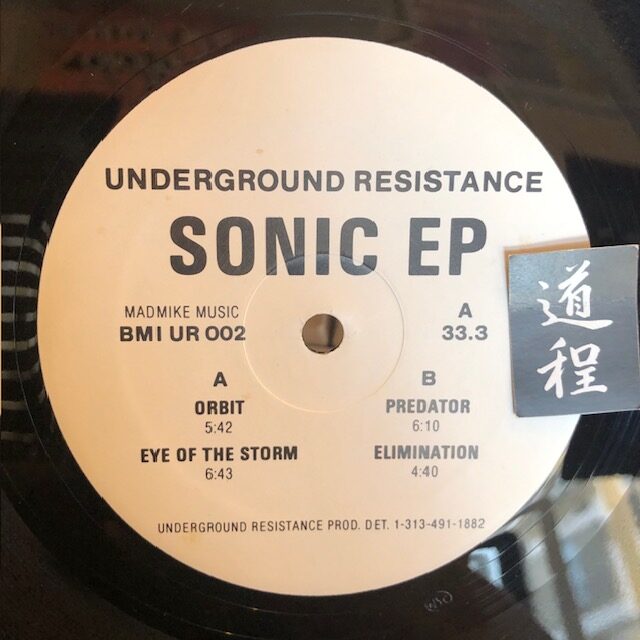 UNDERGROUND RESISTANCE
SONIC EP
MADMIKE MUSIC
BMI UR 002
A
33.3
A
ORBIT
5:42
EYE OF THE STORM
6:43
B
PREDATOR
6:10
ELIMINATION
4:40
UNDERGROUND RESISTANCE PROD. DET. 1-313-491-1882
道程